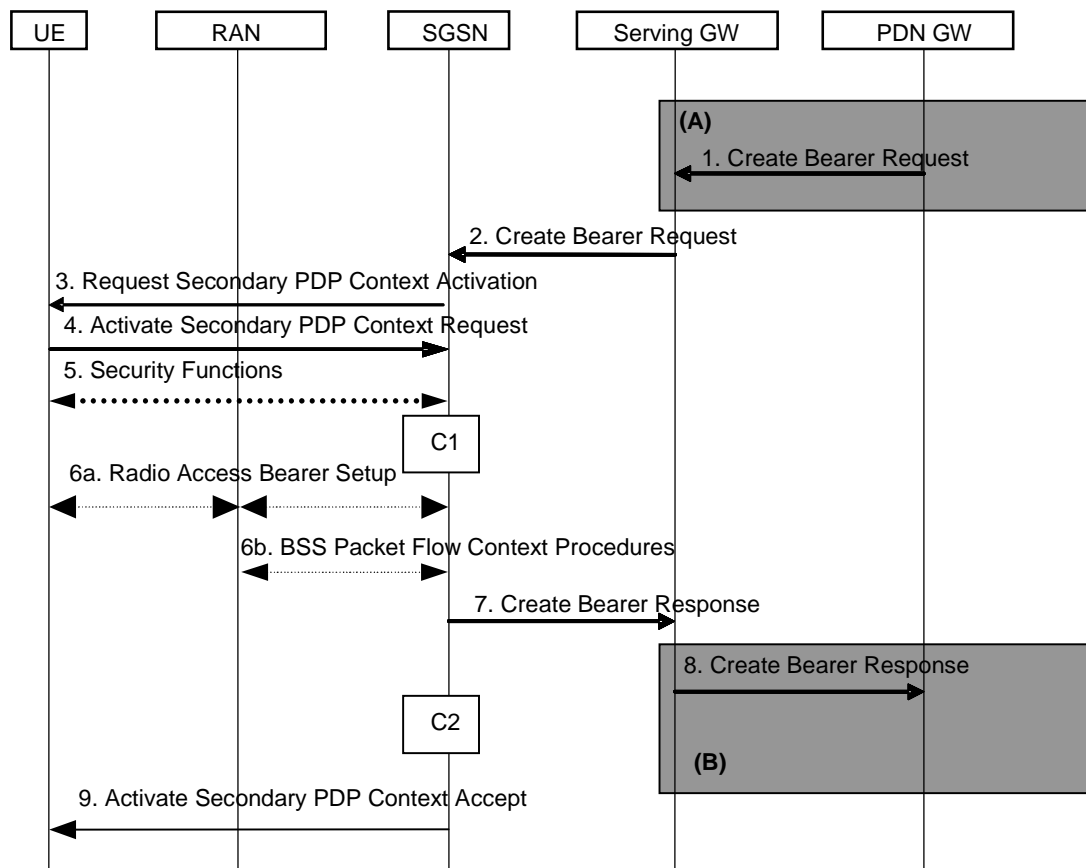 UE
RAN
SGSN
Serving GW
PDN GW
(A)
1. Create Bearer Request
2. Create Bearer Request
3. Request Secondary PDP Context Activation
4. Activate Secondary PDP Context Request
5. Security Functions
C1
6a. Radio Access Bearer Setup
6b. BSS Packet Flow Context Procedures
7. Create Bearer Response
8. Create Bearer Response
C2
(B)
9. Activate Secondary PDP Context Accept